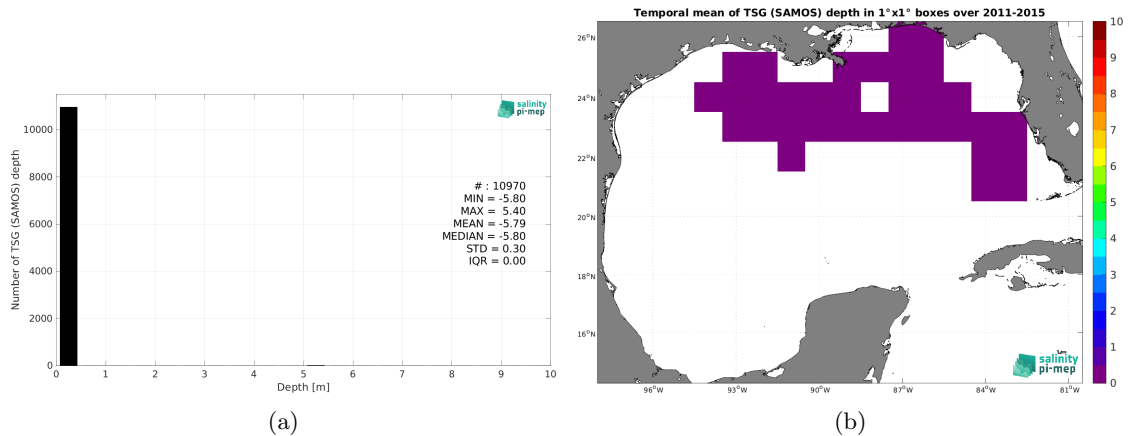 Number of TSG (SAMOS) depth
10000
8000
6000
4000
2000
0
salinity
pi-mep
# : 10970
MIN = -5.80
MAX = 5.40
MEAN = -5.79
MEDIAN = -5.80
STD = 0.30
IQR = 0.00
0 1 2 3 4 5 6 7 8 9 10
Depth [m]
(a)
Temporal mean of TSG (SAMOS) depth in 1°x1° boxes over 2011-2015
26°N
24°N
22°N
20°N
18°N
16°N
96°W 93°W 90°W 87°W 84°W 81°W
salinity
pi-mep
10
9
8
7
6
5
4
3
2
1
0
(b)